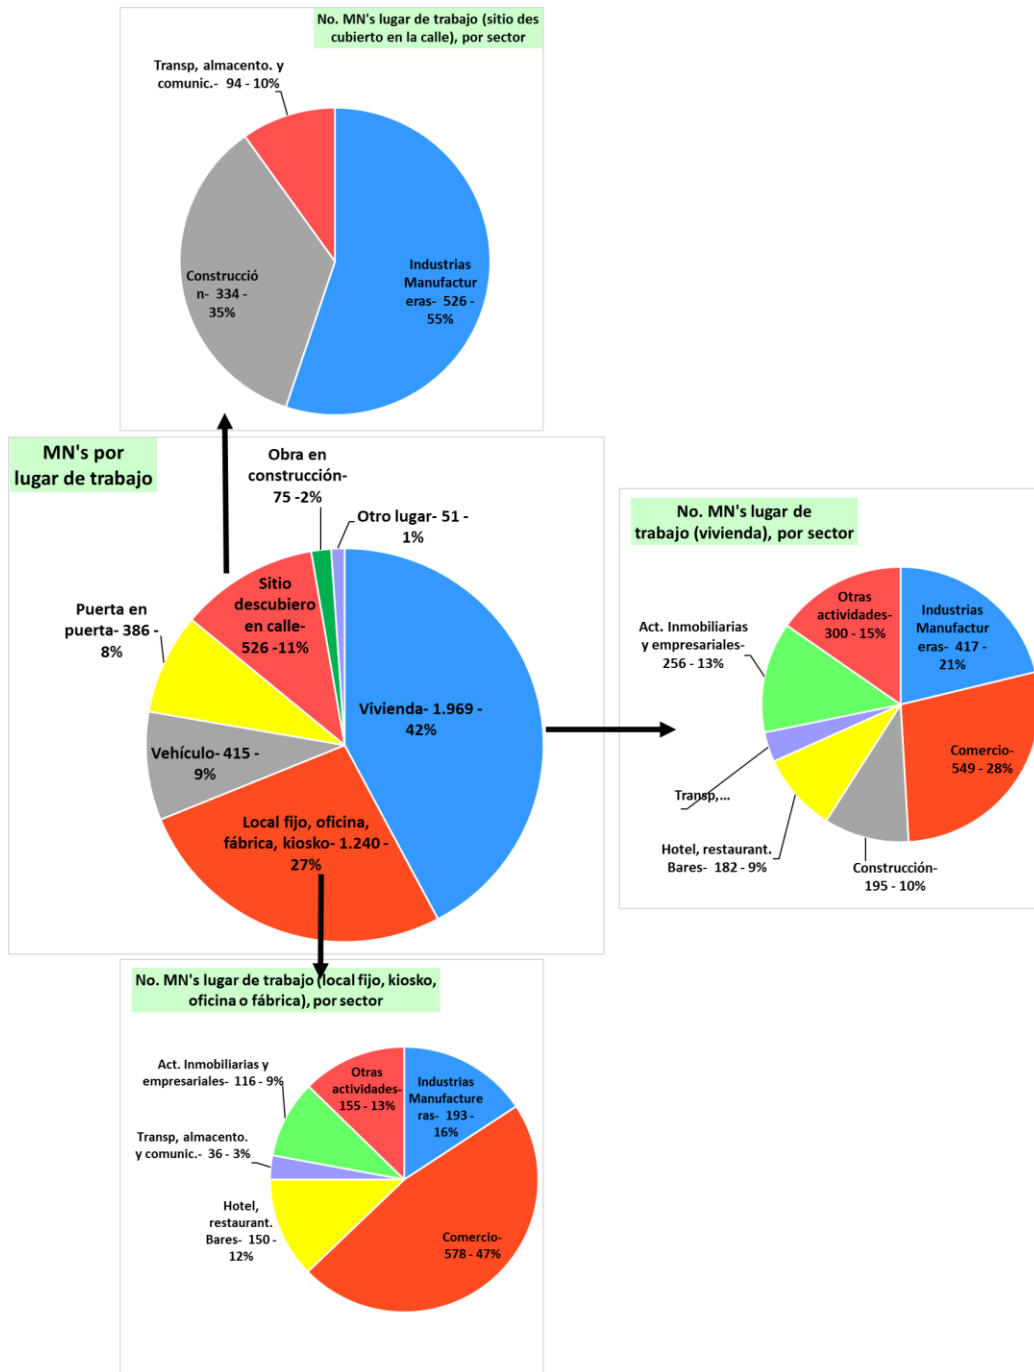 No. MN's lugar de trabajo (sitio des
cubierto en la calle), por sector
Transp, almacento. y
comunic.- 94 - 10%
Construcció
n- 334 -
35%
Industrias
Manufactur
eras- 526 -
55%
MN's por
lugar de trabajo
Obra en
construcción-
75 -2%
Otro lugar- 51 -
1%
Puerta en
puerta- 386 -
8%
Sitio
descubiero
en calle-
526 -11%
Vivienda- 1.969 -
42%
Vehículo- 415 -
9%
Local fijo, oficina,
fábrica, kiosko- 1.240 -
27%
No. MN's lugar de
trabajo (vivienda), por sector
Otras
actividades-
300 - 15%
Industrias
Manufactur
eras- 417 -
21%
Act. Inmobiliarias
y empresariales-
256 - 13%
Comercio-
549 - 28%
Transp,...
Hotel, restaurant.
Bares- 182 - 9%
Construcción-
195 - 10%
No. MN's lugar de trabajo (local fijo, kiosko,
oficina o fábrica), por sector
Act. Inmobiliarias y
empresariales- 116 - 9%
Otras
actividades-
155 - 13%
Industrias
Manufacture
ras- 193 -
16%
Transp, almacento.
y comunic.- 36 - 3%
Hotel,
restaurant.
Bares- 150 -
12%
Comercio-
578 - 47%